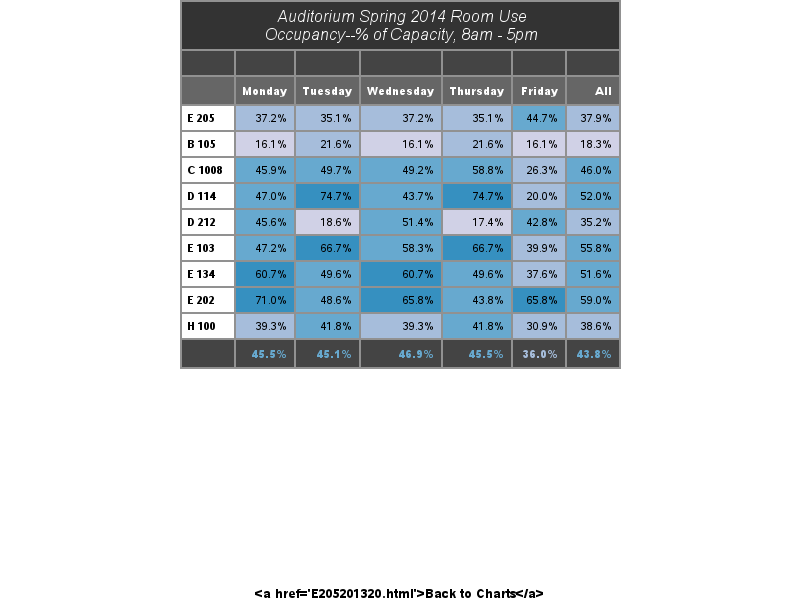 Auditorium Spring 2014 Room Use
Occupancy--% of Capacity, 8am - 5pm
Monday Tuesday Wednesday Thursday Friday All
E 205 37.2% 35.1% 37.2% 35.1% 44.7% 37.9%
B 105 16.1% 21.6% 16.1% 21.6% 16.1% 18.3%
C 1008 45.9% 49.7% 49.2% 58.8% 26.3% 46.0%
D 114 47.0% 74.7% 43.7% 74.7% 20.0% 52.0%
D 212 45.6% 18.6% 51.4% 17.4% 42.8% 35.2%
E 103 47.2% 66.7% 58.3% 66.7% 39.9% 55.8%
E 134 60.7% 49.6% 60.7% 49.6% 37.6% 51.6%
E 202 71.0% 48.6% 65.8% 43.8% 65.8% 59.0%
H 100 39.3% 41.8% 39.3% 41.8% 30.9% 38.6%
45.5% 45.1% 46.9% 45.5% 36.0% 43.8%
<a href='E205201320.html'>Back to Charts</a>